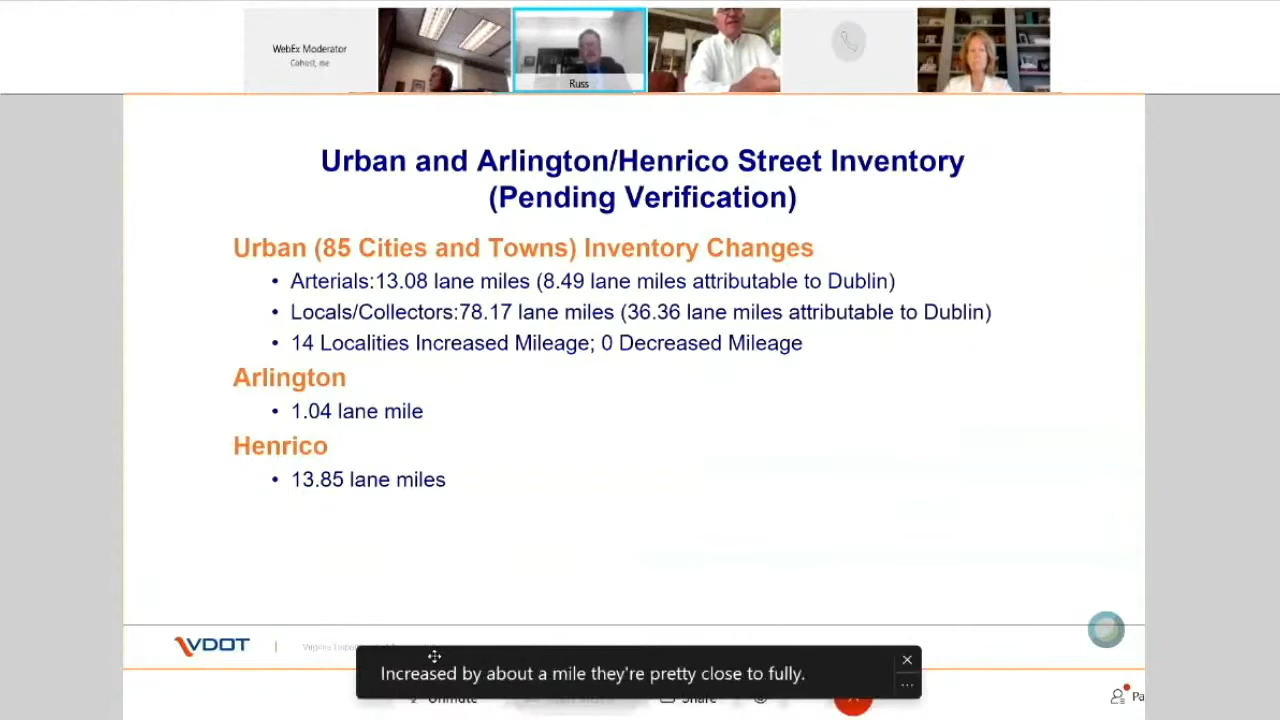 WebEx Moderator
Cohost, me
Russ
Urban and Arlington/Henrico Street Inventory
(Pending Verification)
Urban (85 Cities and Towns) Inventory Changes
• Arterials:13.08 lane miles (8.49 lane miles attributable to Dublin)
• Locals/Collectors:78.17 lane miles (36.36 lane miles attributable to Dublin)
• 14 Localities Increased Mileage; 0 Decreased Mileage
Arlington
• 1.04 lane mile
Henrico
• 13.85 lane miles
VDOT
Increased by about a mile they're pretty close to fully.
Unmute
Share
Pa